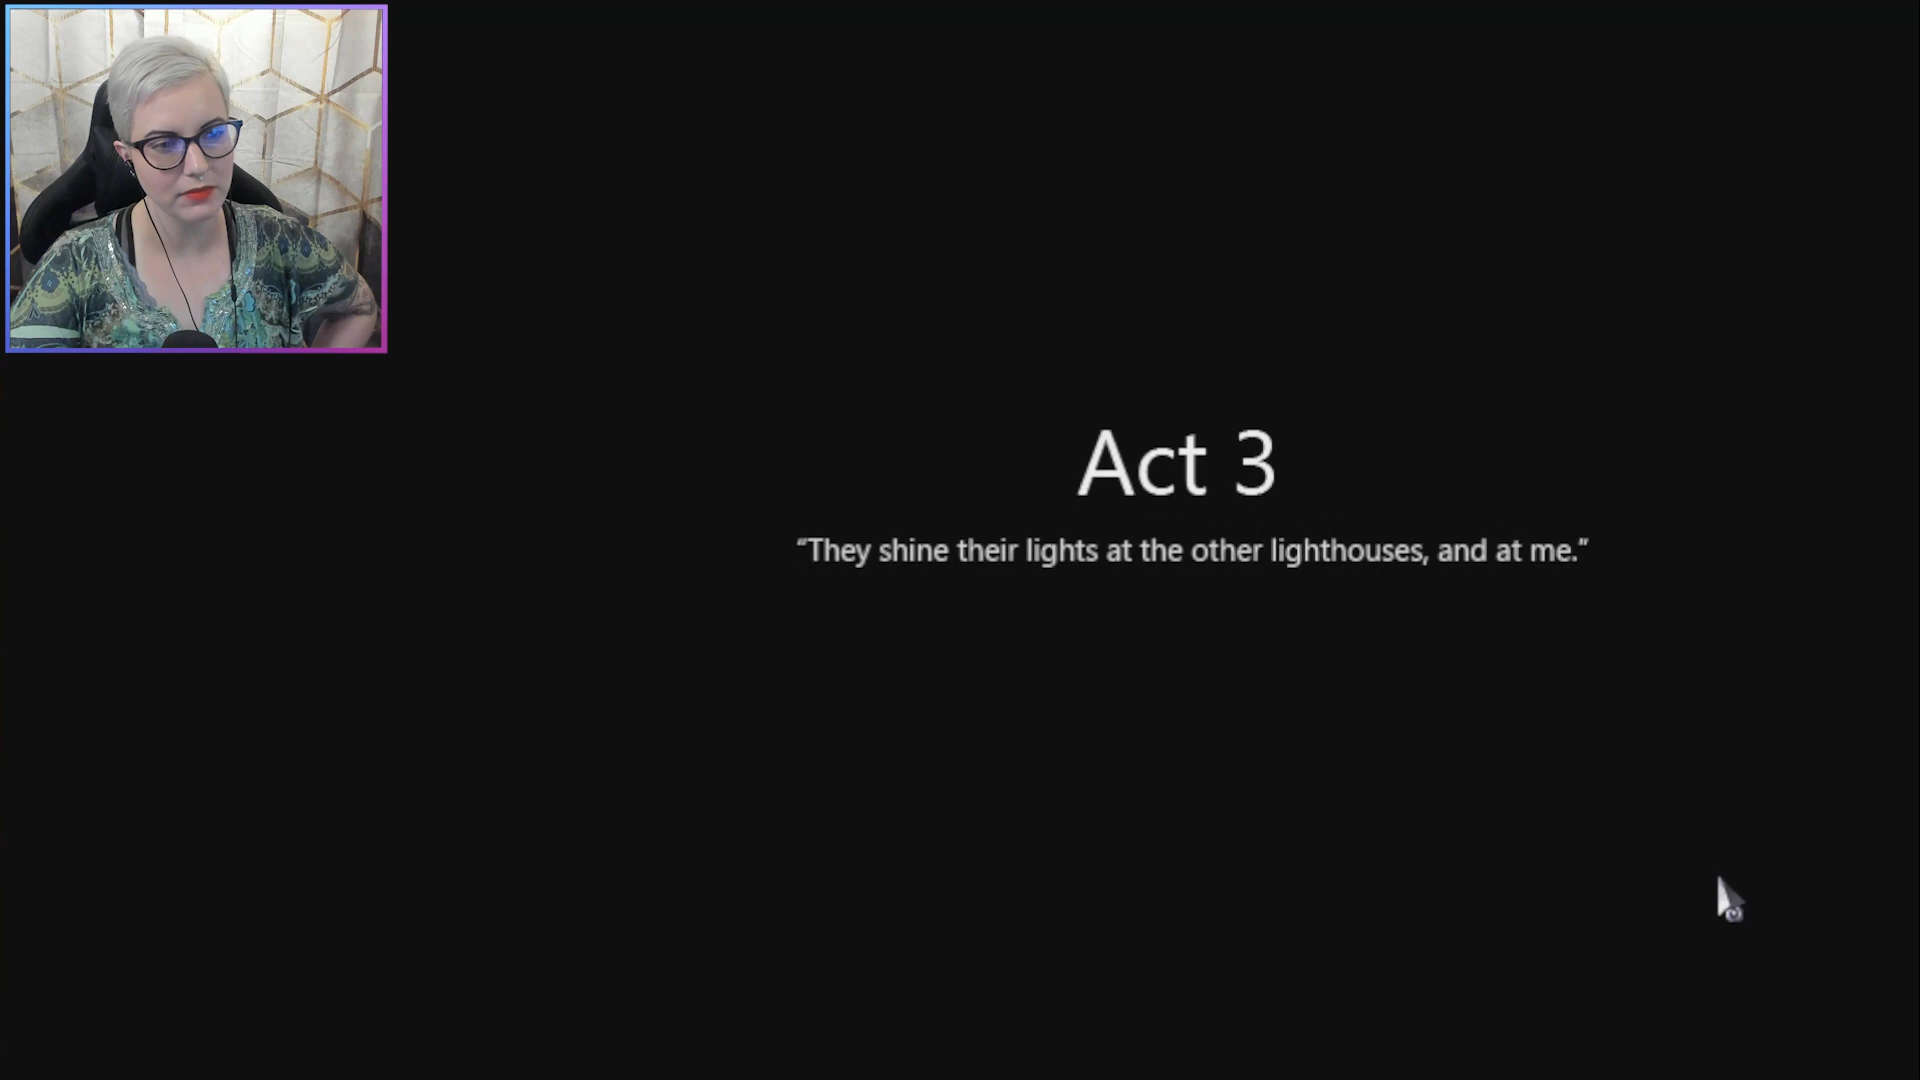 Act 3
“They shine their lights at the other lighthouses, and at me.”